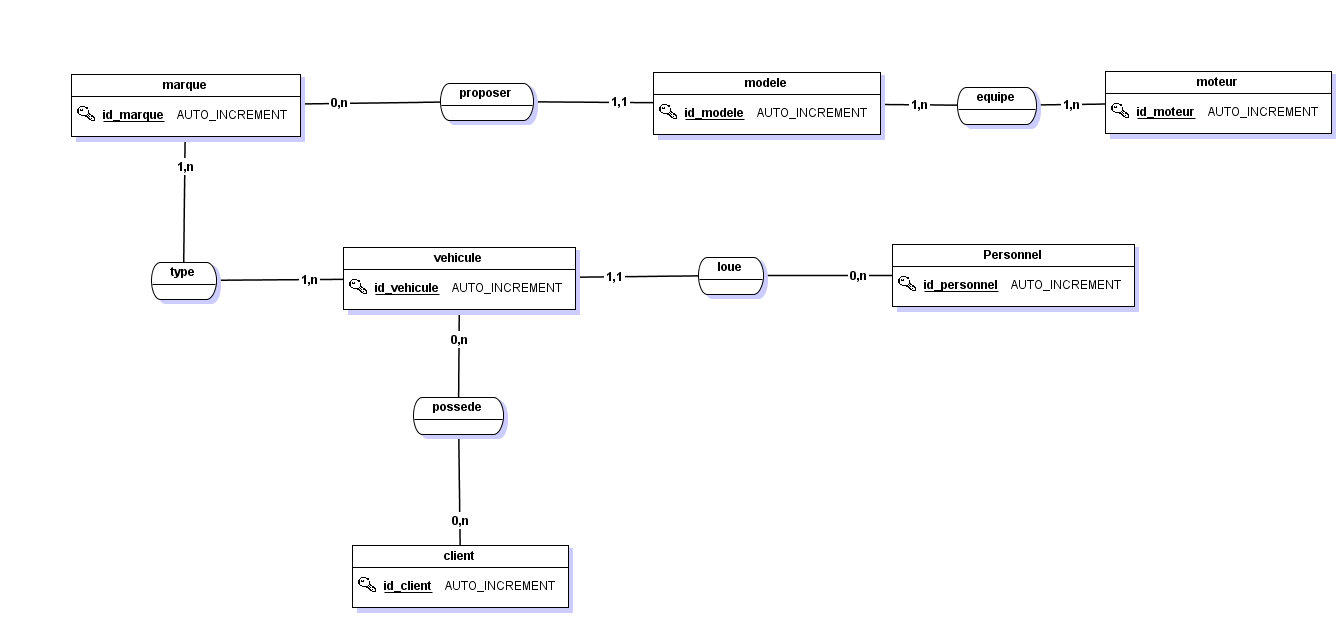 marque
id_marque AUTO_INCREMENT
0,n
proposer
1,1
modele
id_modele AUTO_INCREMENT
1,n
equipe
1,n
moteur
id_moteur AUTO_INCREMENT
1,n
type
1,n
vehicule
id_vehicule AUTO_INCREMENT
1,1
loue
0,n
Personnel
id_personnel AUTO_INCREMENT
0,n
possede
0,n
client
id_client AUTO_INCREMENT